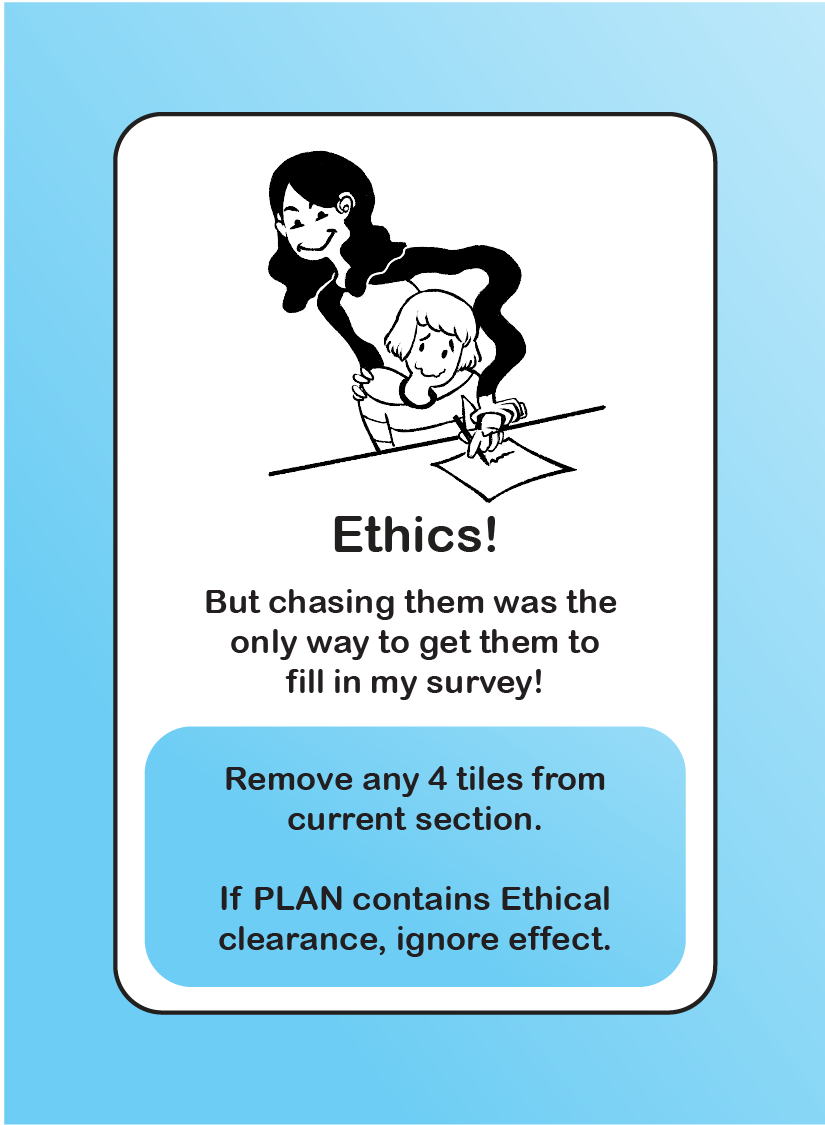 Ethics!
But chasing them was the
only way to get them to
fill in my survey!
Remove any 4 tiles from
current section.
If PLAN contains Ethical
clearance, ignore effect.